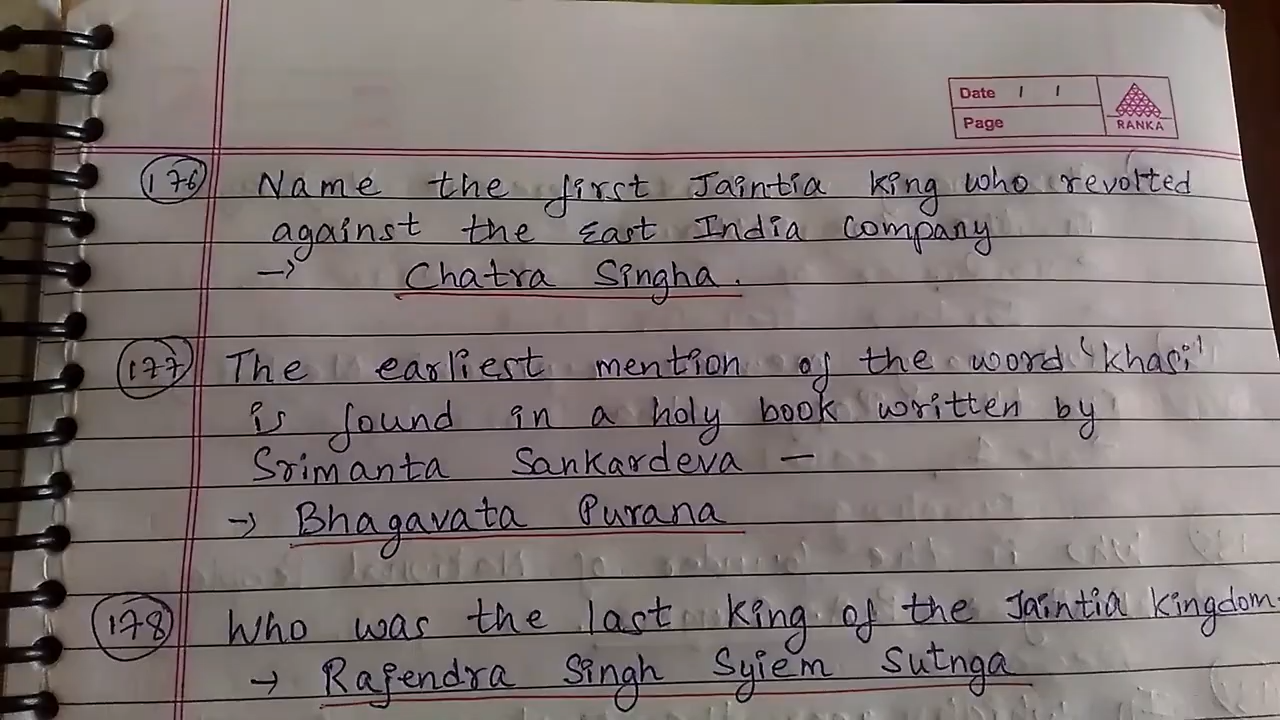 Date / /
Page
RANKA
176 Name the first Jaintia king who revolted
against the East India Company
→ Chatra Singha.
177 The earliest mention of the word 'khasi'
is found in a holy book written by
Srimanta Sankardeva –
→ Bhagavata Purana
178 Who was the last king of the Jaintia kingdom.
→ Rajendra Singh Syiem Sutnga